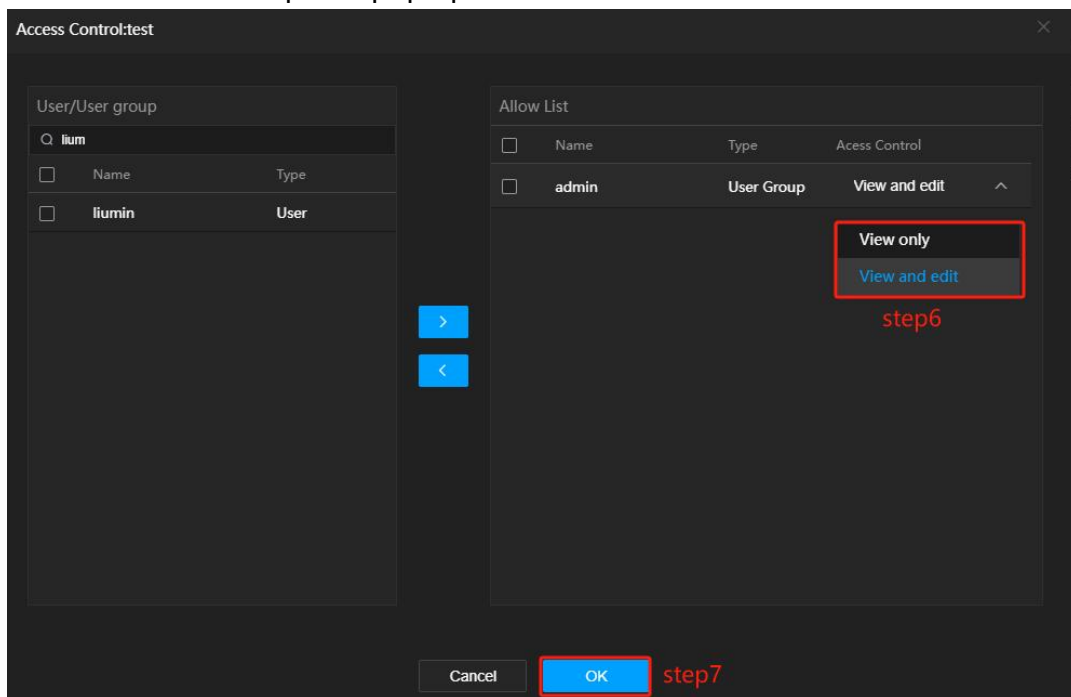 Access Control:test
User/User group
lium
Name Type
liumin User
Allow List
Name Type Acess Control
admin User Group View and edit
View only
View and edit
step6
Cancel OK step7